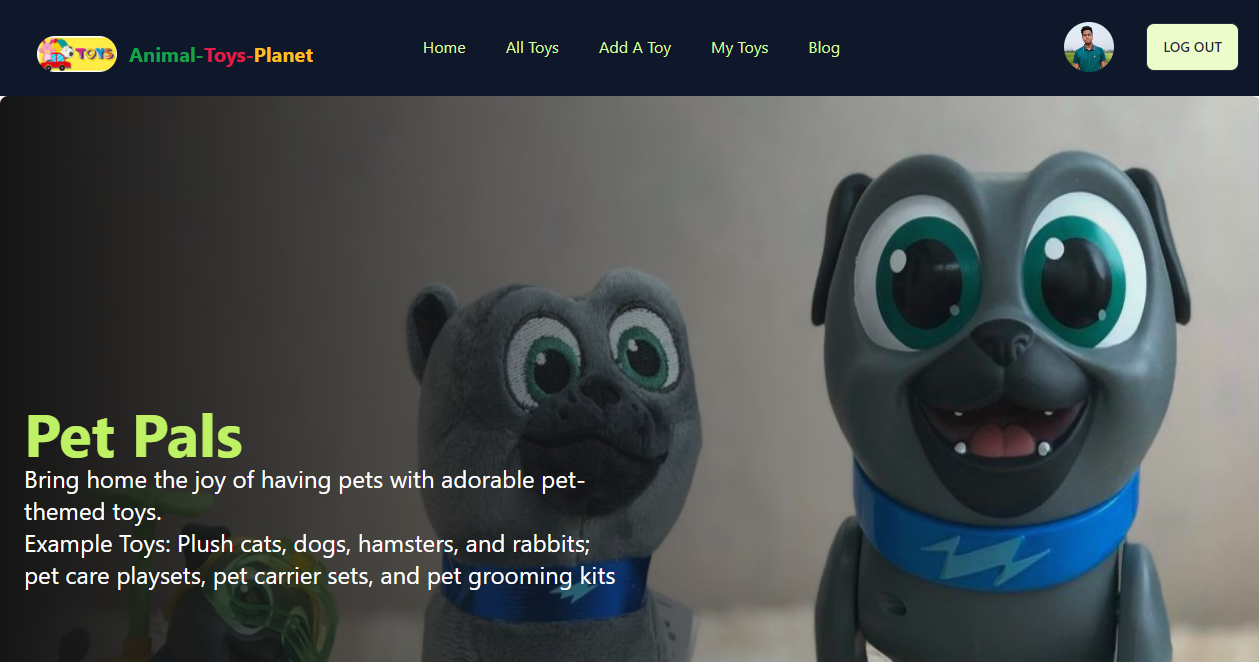 TOYS
Animal-Toys-Planet
Home
All Toys
Add A Toy
My Toys
Blog
LOG OUT
Pet Pals
Bring home the joy of having pets with adorable pet-
themed toys.
Example Toys: Plush cats, dogs, hamsters, and rabbits;
pet care playsets, pet carrier sets, and pet grooming kits